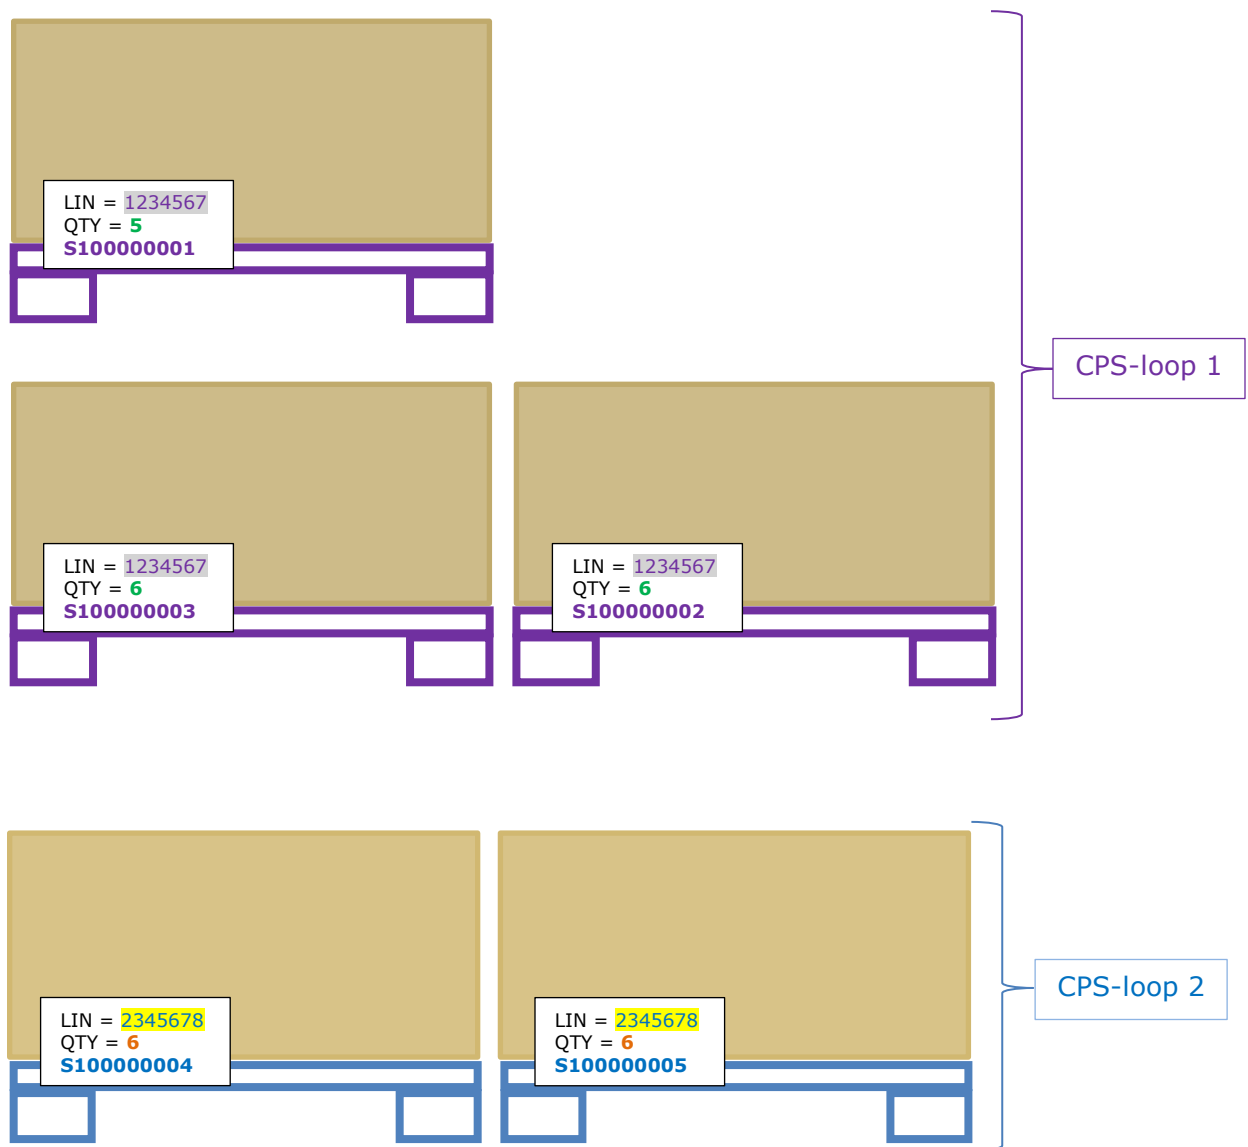 LIN = 1234567
QTY = 5
S100000001
CPS-loop 1
LIN = 1234567
QTY = 6
S100000003
LIN = 1234567
QTY = 6
S100000002
LIN = 2345678
QTY = 6
S100000004
LIN = 2345678
QTY = 6
S100000005
CPS-loop 2